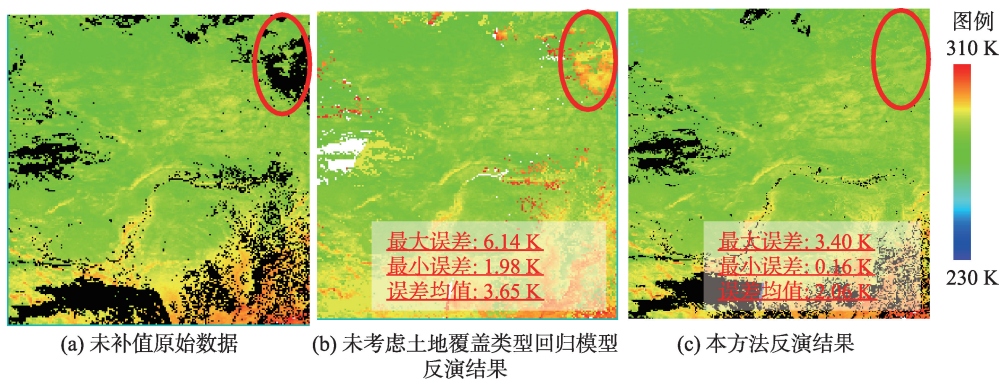 图例
310 K
230 K
最大误差: 6.14 K
最小误差: 1.98 K
误差均值: 3.65 K
最大误差: 3.40 K
最小误差: 0.16 K
误差均值: 2.06 K
(a) 未补值原始数据
(b) 未考虑土地覆盖类型回归模型
反演结果
(c) 本方法反演结果